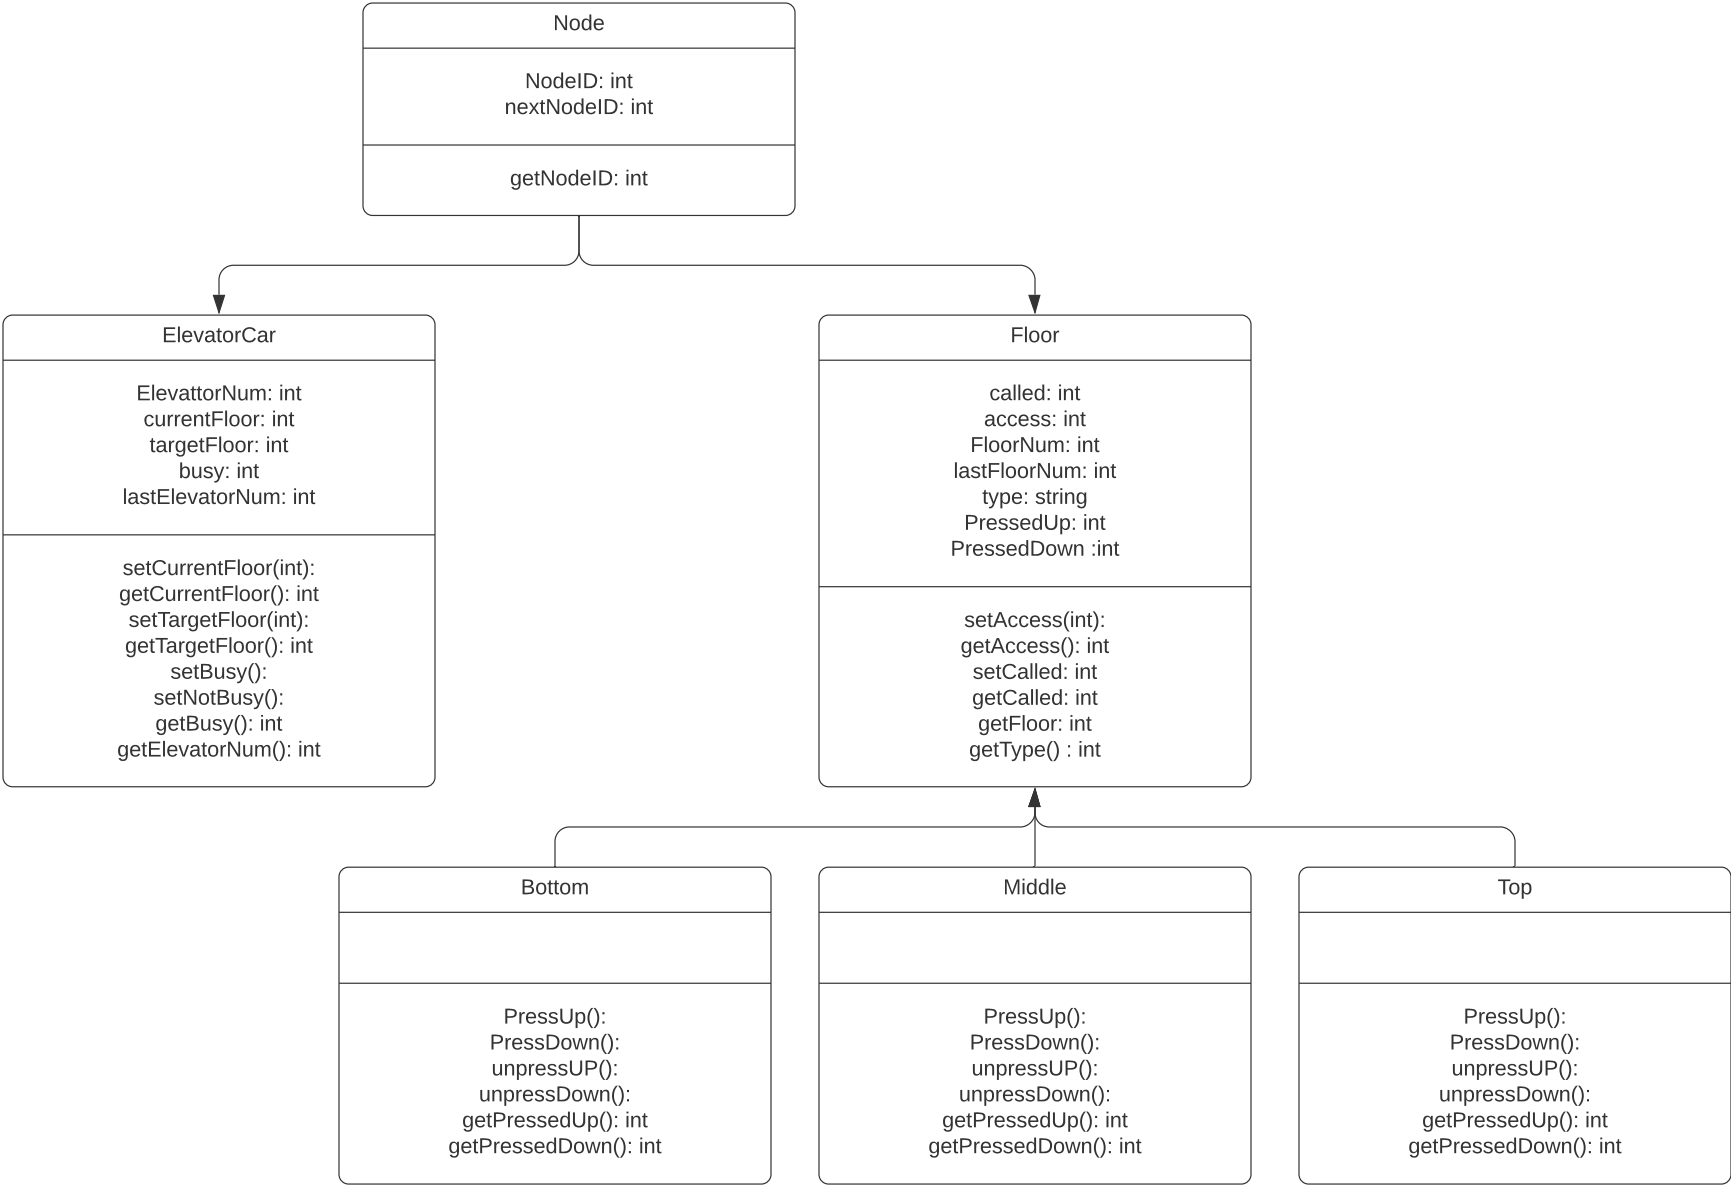 Node
NodeID: int
nextNodeID: int
getNodeID: int
ElevatorCar
ElevattorNum: int
currentFloor: int
targetFloor: int
busy: int
lastElevatorNum: int
setCurrentFloor(int):
getCurrentFloor(): int
setTargetFloor(int):
getTargetFloor(): int
setBusy():
setNotBusy():
getBusy(): int
getElevatorNum(): int
Floor
called: int
access: int
FloorNum: int
lastFloorNum: int
type: string
PressedUp: int
PressedDown :int
setAccess(int):
getAccess(): int
setCalled: int
getCalled: int
getFloor: int
getType() : int
Bottom
PressUp():
PressDown():
unpressUP():
unpressDown():
getPressedUp(): int
getPressedDown(): int
Middle
PressUp():
PressDown():
unpressUP():
unpressDown():
getPressedUp(): int
getPressedDown(): int
Top
PressUp():
PressDown():
unpressUP():
unpressDown():
getPressedUp(): int
getPressedDown(): int